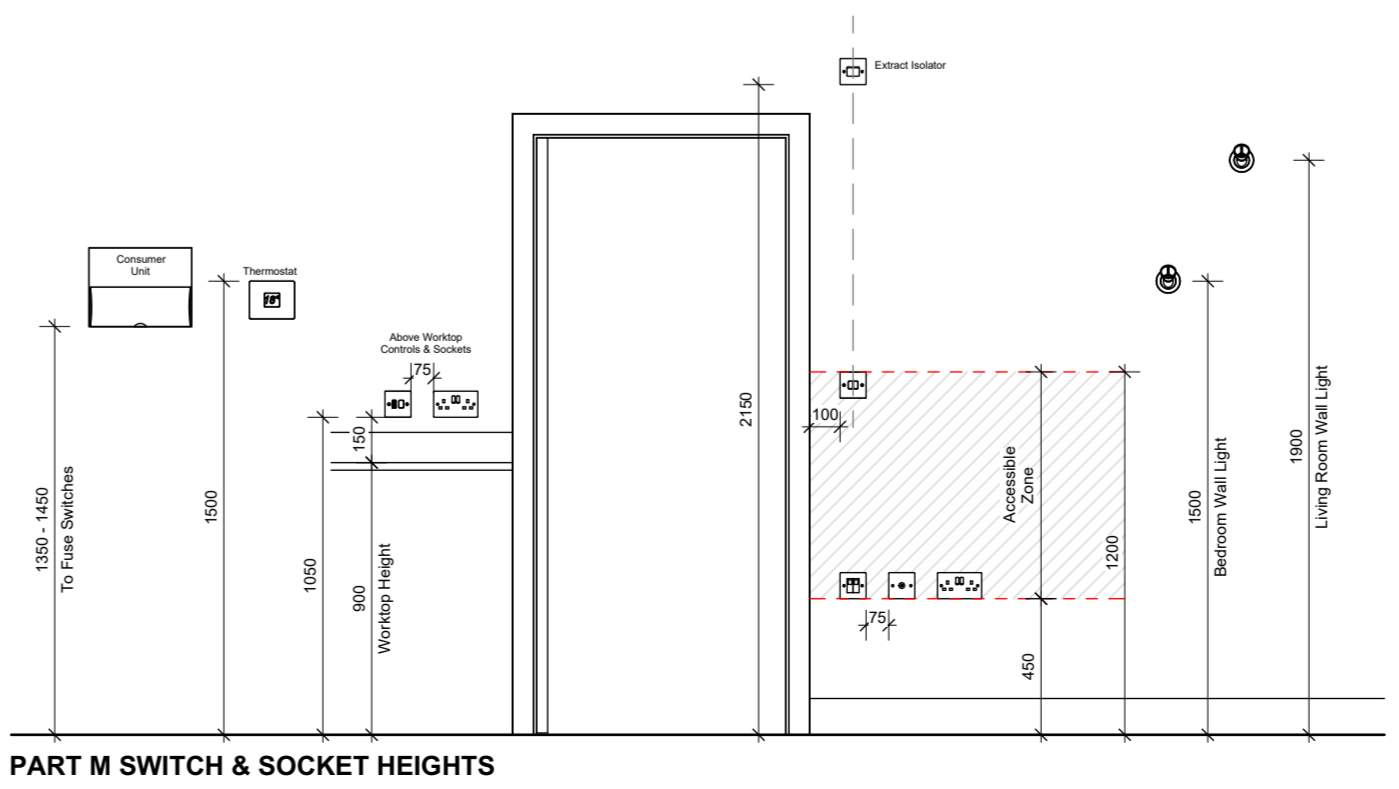 Extract Isolator
Consumer
Unit
Thermostat
18°
Above Worktop
Controls & Sockets
75
2150
100
150
1350 - 1450
To Fuse Switches
1500
1050
900
Worktop Height
Accessible
Zone
1200
450
75
1500
Bedroom Wall Light
1900
Living Room Wall Light
PART M SWITCH & SOCKET HEIGHTS